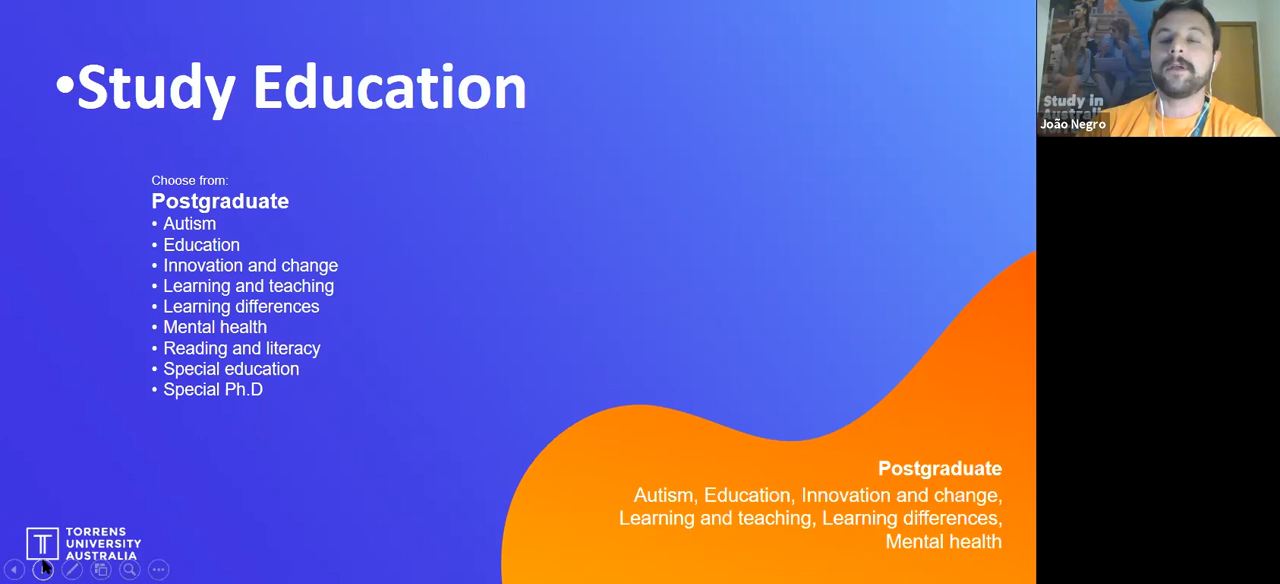 •Study Education
Choose from:
Postgraduate
• Autism
• Education
• Innovation and change
• Learning and teaching
• Learning differences
• Mental health
• Reading and literacy
• Special education
• Special Ph.D
Postgraduate
Autism, Education, Innovation and change,
Learning and teaching, Learning differences,
Mental health
TORRENS
UNIVERSITY
AUSTRALIA
Study in
Australia
João Negro